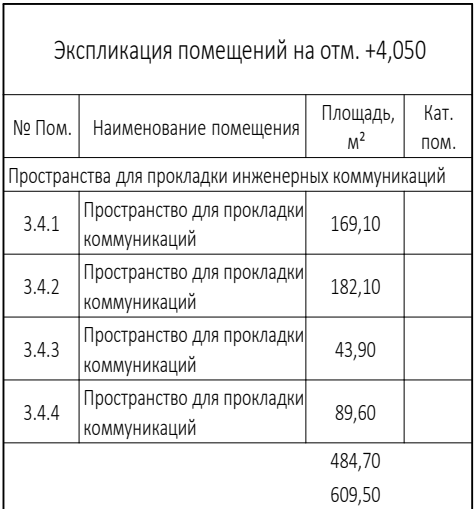 Экспликация помещений на отм. +4,050
№ Пом. Наименование помещения Площадь, м² Кат. пом.
Пространства для прокладки инженерных коммуникаций
3.4.1 Пространство для прокладки коммуникаций 169,10
3.4.2 Пространство для прокладки коммуникаций 182,10
3.4.3 Пространство для прокладки коммуникаций 43,90
3.4.4 Пространство для прокладки коммуникаций 89,60
484,70
609,50